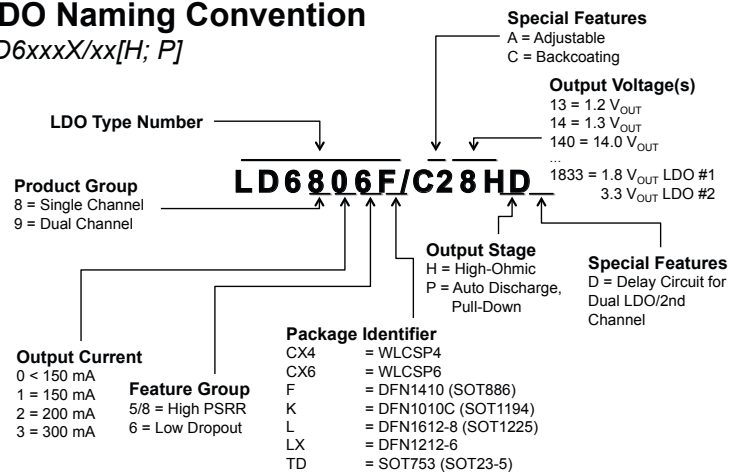 DO Naming Convention
D6xxxX/xx[H; P]
Special Features
A = Adjustable
C = Backcoating
Output Voltage(s)
13 = 1.2 VOUT
14 = 1.3 VOUT
140 = 14.0 VOUT
...
1833 = 1.8 VOUT LDO #1
3.3 VOUT LDO #2
LDO Type Number
LD6806F/C28HD
Product Group
8 = Single Channel
9 = Dual Channel
Output Stage
H = High-Ohmic
P = Auto Discharge,
Pull-Down
Special Features
D = Delay Circuit for
Dual LDO/2nd
Channel
Output Current
0 < 150 mA
1 = 150 mA
2 = 200 mA
3 = 300 mA
Feature Group
5/8 = High PSRR
6 = Low Dropout
Package Identifier
CX4 = WLCSP4
CX6 = WLCSP6
F = DFN1410 (SOT886)
K = DFN1010C (SOT1194)
L = DFN1612-8 (SOT1225)
LX = DFN1212-6
TD = SOT753 (SOT23-5)